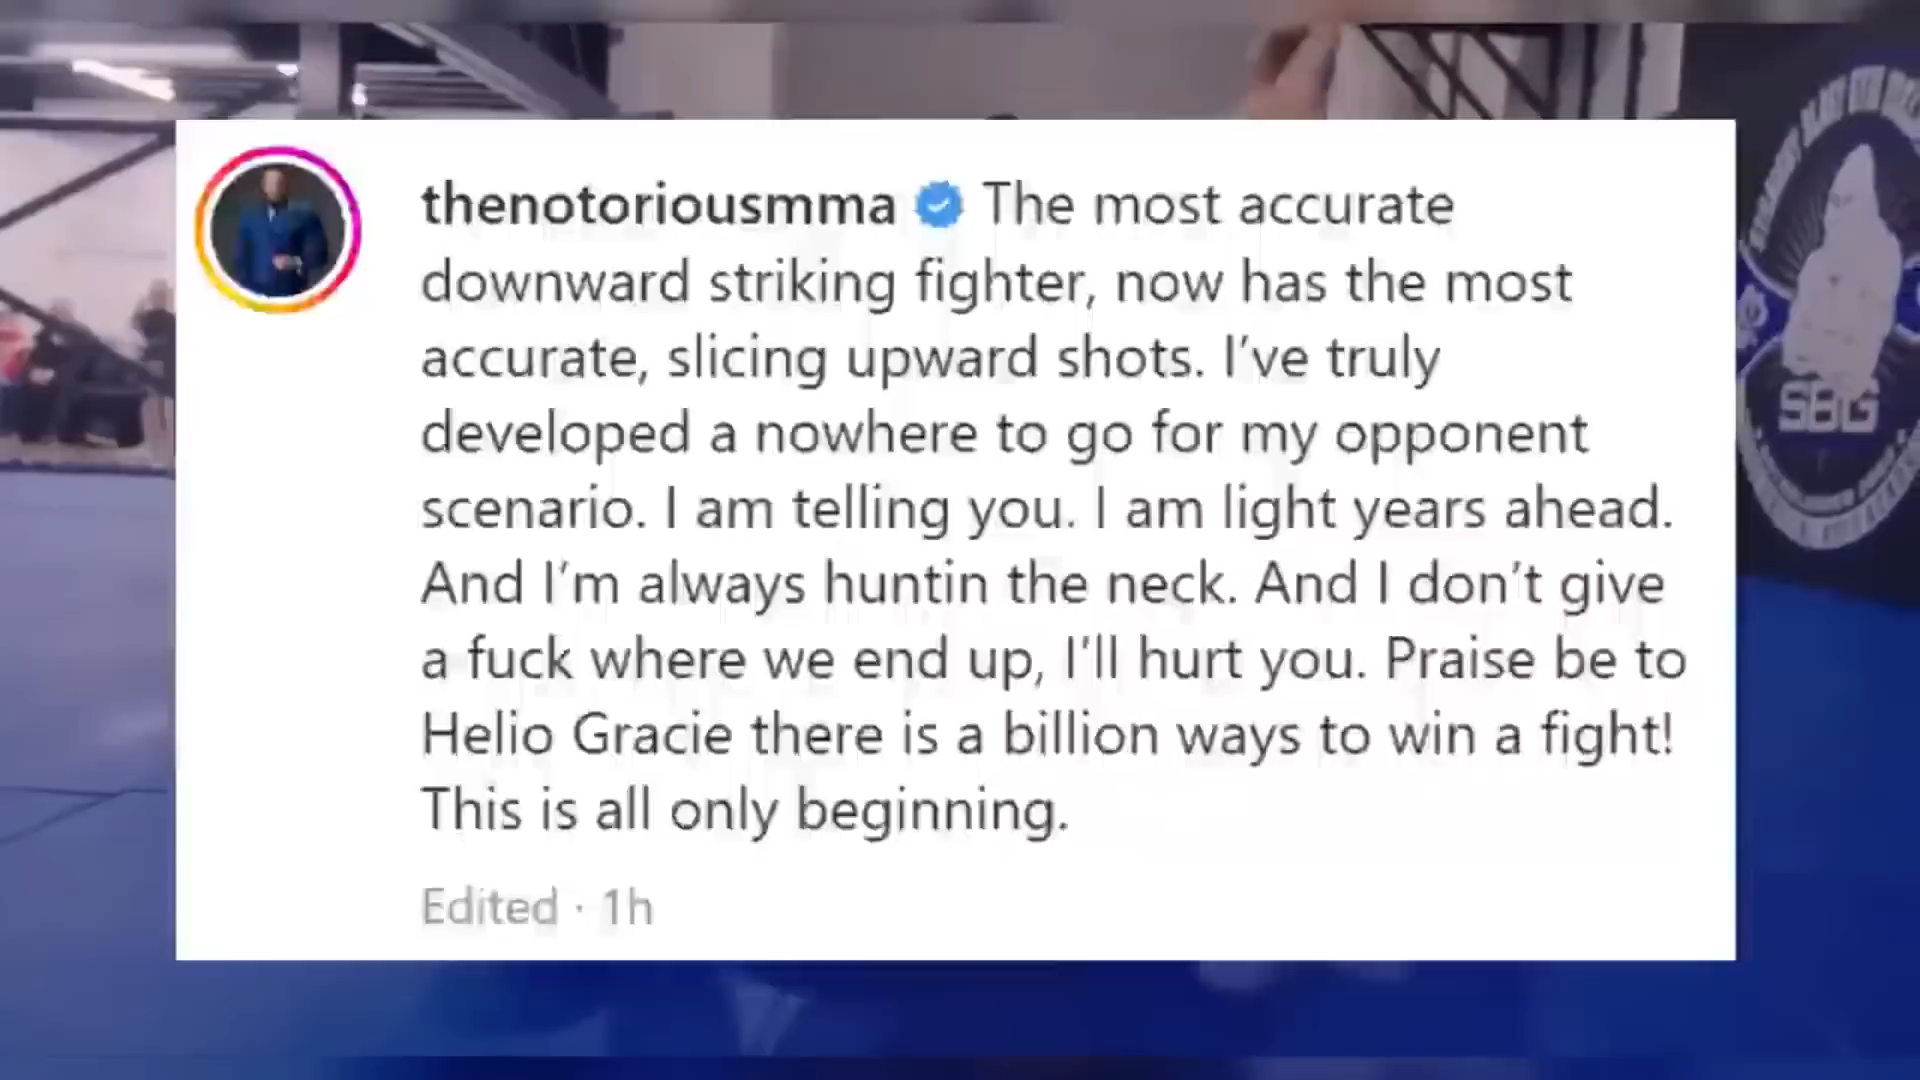 thenotoriousmma The most accurate
downward striking fighter, now has the most
accurate, slicing upward shots. I've truly
developed a nowhere to go for my opponent
scenario. I am telling you. I am light years ahead.
And I'm always huntin the neck. And I don't give
a fuck where we end up, I'll hurt you. Praise be to
Helio Gracie there is a billion ways to win a fight!
This is all only beginning.
Edited · 1h
SBG